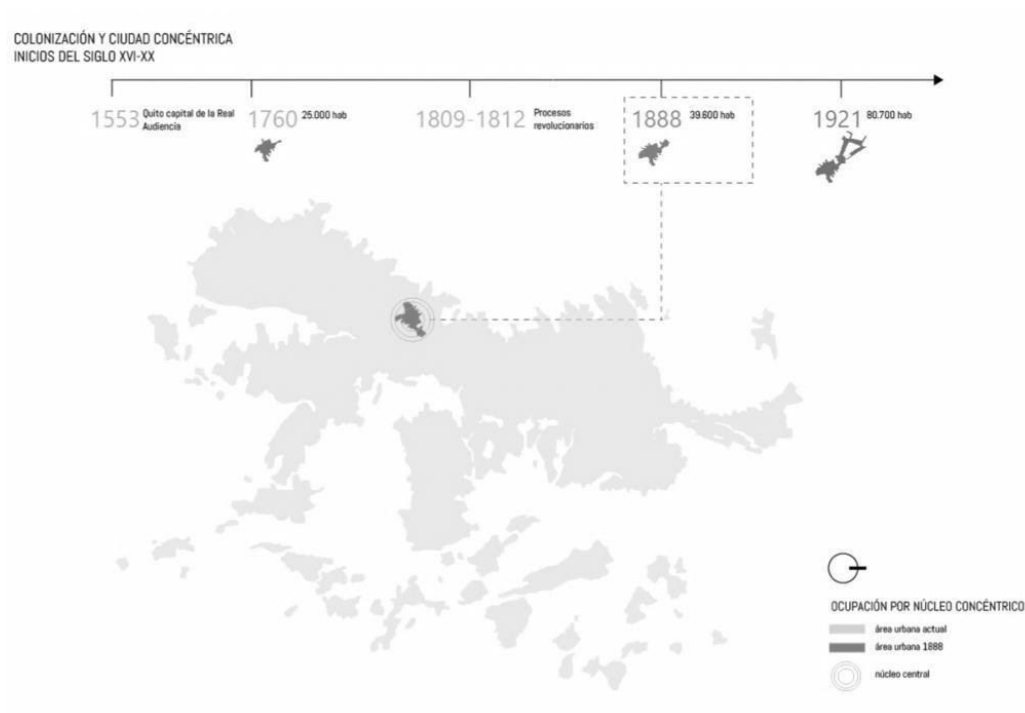 COLONIZACIÓN Y CIUDAD CONCÉNTRICA
INICIOS DEL SIGLO XVI-XX
1553 Quito capital de la Real
Audiencia
1760 25.000 hab
1809-1812 Procesos
revolucionarios
1888 39.600 hab
1921 80.700 hab
OCUPACIÓN POR NÚCLEO CONCÉNTRICO
área urbana actual
área urbana 1888
núcleo central